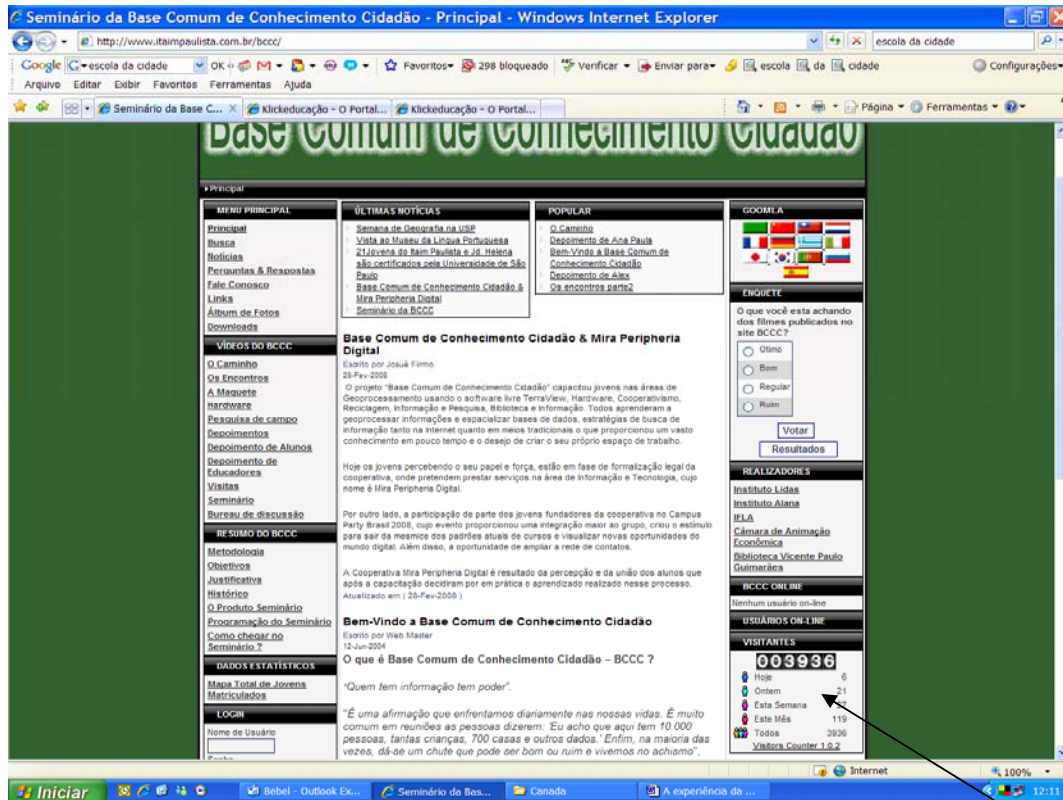 Seminário da Base Comum de Conhecimento Cidadão - Principal - Windows Internet Explorer
http://www.itaimpaulista.com.br/bccc/
escola da cidade
Google
escola da cidade
OK
Favoritos
298 bloqueado
Verificar
Enviar para
escola
da
cidade
Configurações
Arquivo Editar Exibir Favoritos Ferramentas Ajuda
Seminário da Base C...
Klickeducação - O Portal...
Klickeducação - O Portal...
Página
Ferramentas
Base Comum de Conhecimento Cidadão
Principal
MENU PRINCIPAL
Principal
Busca
Notícias
Perguntas & Respostas
Fale Conosco
Links
Álbum de Fotos
Downloads
VÍDEOS DO BCCC
O Caminho
Os Encontros
A Maquete
Hardware
Pesquisa de campo
Depoimentos
Depoimento de Alunos
Depoimento de
Educadores
Visitas
Seminário
Bureau de discussão
RESUMO DO BCCC
Metodologia
Objetivos
Justificativa
Histórico
O Produto Seminário
Programação do Seminário
Como chegar no
Seminário ?
DADOS ESTATÍSTICOS
Mapa Total de Jovens
Matriculados
LOGIN
Nome de Usuário
ÚLTIMAS NOTÍCIAS
Semana de Geografia na USP
Vista ao Museu da Lingua Portuguesa
21Jovens do Itaim Paulista e Jd. Helena
são certificados pela Universidade de São
Paulo
Base Comum de Conhecimento Cidadão &
Mira Peripheria Digital
Seminário da BCCC
POPULAR
O Caminho
Depoimento de Ana Paula
Bem-Vindo a Base Comum de
Conhecimento Cidadão
Depoimento de Alex
Os encontros parte2
Base Comum de Conhecimento Cidadão & Mira Peripheria
Digital
Escrito por Josué Firmo
28-Fev-2008
O projeto "Base Comum de Conhecimento Cidadão" capacitou jovens nas áreas de
Geoprocessamento usando o software livre TerraView, Hardware, Cooperativismo,
Reciclagem, Informação e Pesquisa, Biblioteca e Informação. Todos aprenderam a
geoprocessar informações e espacializar bases de dados, estratégias de busca de
informação tanto na Internet quanto em meios tradicionais o que proporcionou um vasto
conhecimento em pouco tempo e o desejo de criar o seu próprio espaço de trabalho.
Hoje os jovens percebendo o seu papel e força, estão em fase de formalização legal da
cooperativa, onde pretendem prestar serviços na área de Informação e Tecnologia, cujo
nome é Mira Peripheria Digital.
Por outro lado, a participação de parte dos jovens fundadores da cooperativa no Campus
Party Brasil 2008, cujo evento proporcionou uma integração maior ao grupo, criou o estímulo
para sair da mesmice dos padrões atuais de cursos e visualizar novas oportunidades do
mundo digital. Além disso, a oportunidade de ampliar a rede de contatos.
A Cooperativa Mira Peripheria Digital é resultado da percepção e da união dos alunos que
após a capacitação decidiram por em prática o aprendizado realizado nesse processo.
Atualizado em ( 28-Fev-2008 )
Bem-Vindo a Base Comum de Conhecimento Cidadão
Escrito por Web Master
12-Jun-2004
O que é Base Comum de Conhecimento Cidadão – BCCC ?
"Quem tem informação tem poder".
"É uma afirmação que enfrentamos diariamente nas nossas vidas. É muito
comum em reuniões as pessoas dizerem: 'Eu acho que aqui tem 10.000
pessoas, tantas crianças, 700 casas e outros dados.' Enfim, na maioria das
vezes, dá-se um chute que pode ser bom ou ruim e vivemos no achismo",
GOOMLA
ENQUETE
O que você esta achando
dos filmes publicados no
site BCCC?
Otimo
Bom
Regular
Ruim
Votar
Resultados
REALIZADORES
Instituto Lidas
Instituto Alana
IFLA
Câmara de Animação
Econômica
Biblioteca Vicente Paulo
Guimarães
BCCC ONLINE
Nenhum usuário on-line
USUÁRIOS ON-LINE
VISITANTES
003936
Hoje 6
Ontem 21
Esta Semana 27
Este Mês 119
Todos 3936
Visitors Counter 1.0.2
Internet
100%
Iniciar
Bebel - Outlook Ex...
Seminário da Bas...
Canada
A experiência da ...
12:11